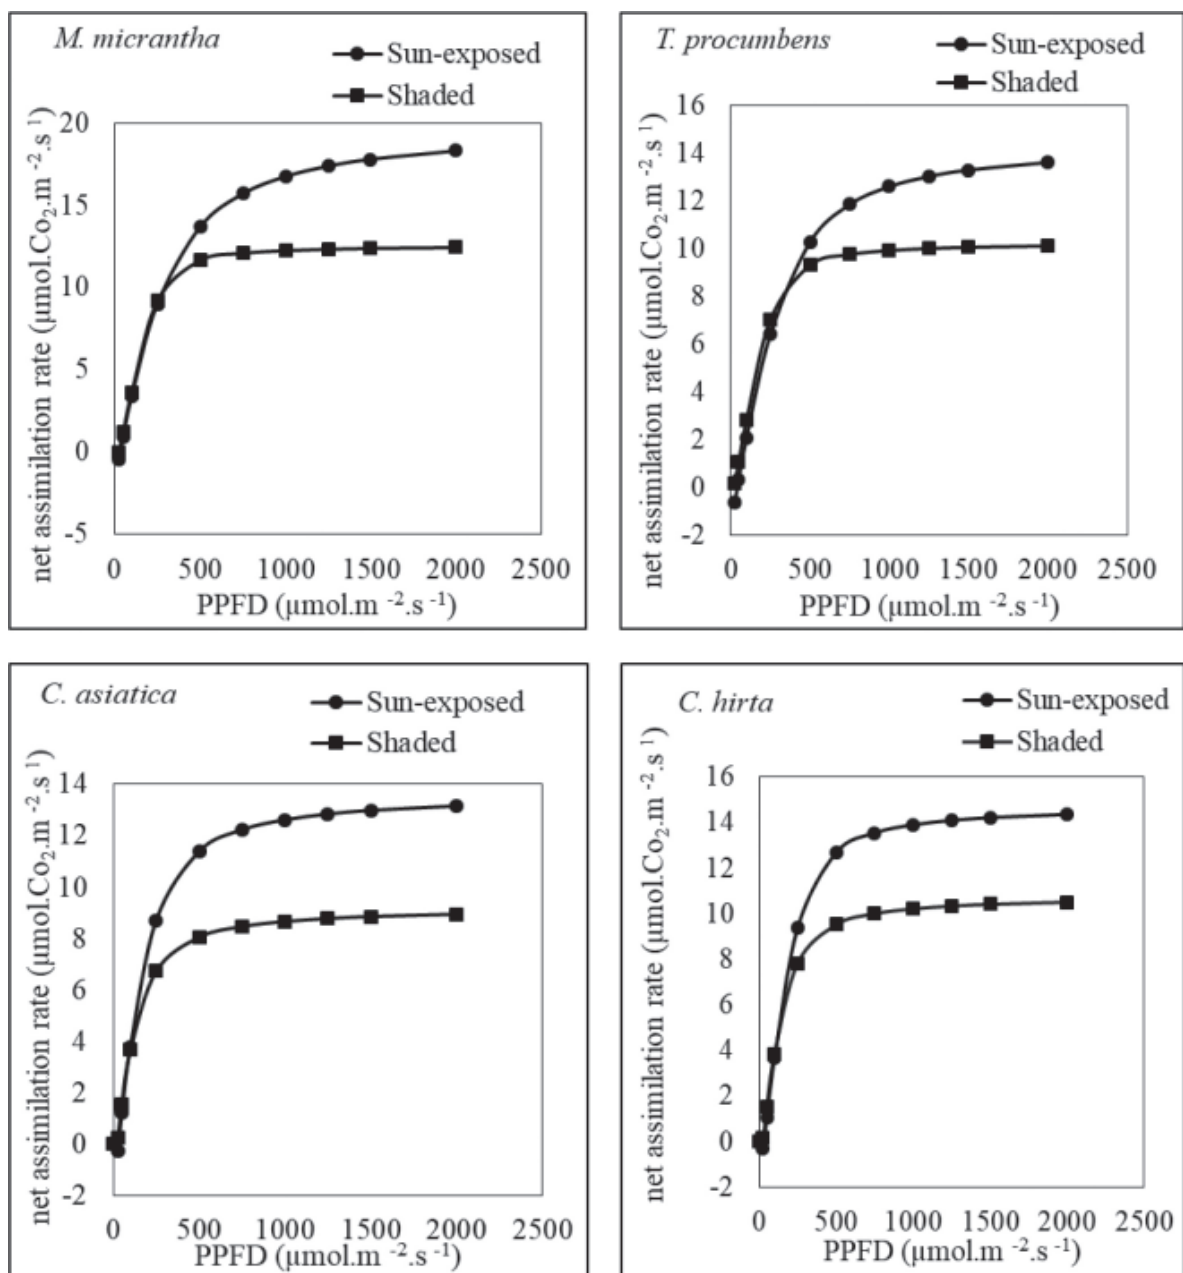 M. micrantha
Sun-exposed
Shaded
net assimilation rate (μmol.Co₂.m ⁻².s ¹)
20
15
10
5
0
-5
0 500 1000 1500 2000 2500
PPFD (μmol.m ⁻².s ⁻¹)
T. procumbens
Sun-exposed
Shaded
net assimilation rate (μmol.Co₂.m ⁻².s ¹)
16
14
12
10
8
6
4
2
0
-2
0 500 1000 1500 2000 2500
PPFD (μmol.m ⁻².s ⁻¹)
C. asiatica
Sun-exposed
Shaded
net assimilation rate (μmol.Co₂.m ⁻².s ¹)
14
12
10
8
6
4
2
0
-2
0 500 1000 1500 2000 2500
PPFD (μmol.m ⁻².s ⁻¹)
C. hirta
Sun-exposed
Shaded
net assimilation rate (μmol.Co₂.m ⁻².s ¹)
16
14
12
10
8
6
4
2
0
-2
0 500 1000 1500 2000 2500
PPFD (μmol.m ⁻².s ⁻¹)